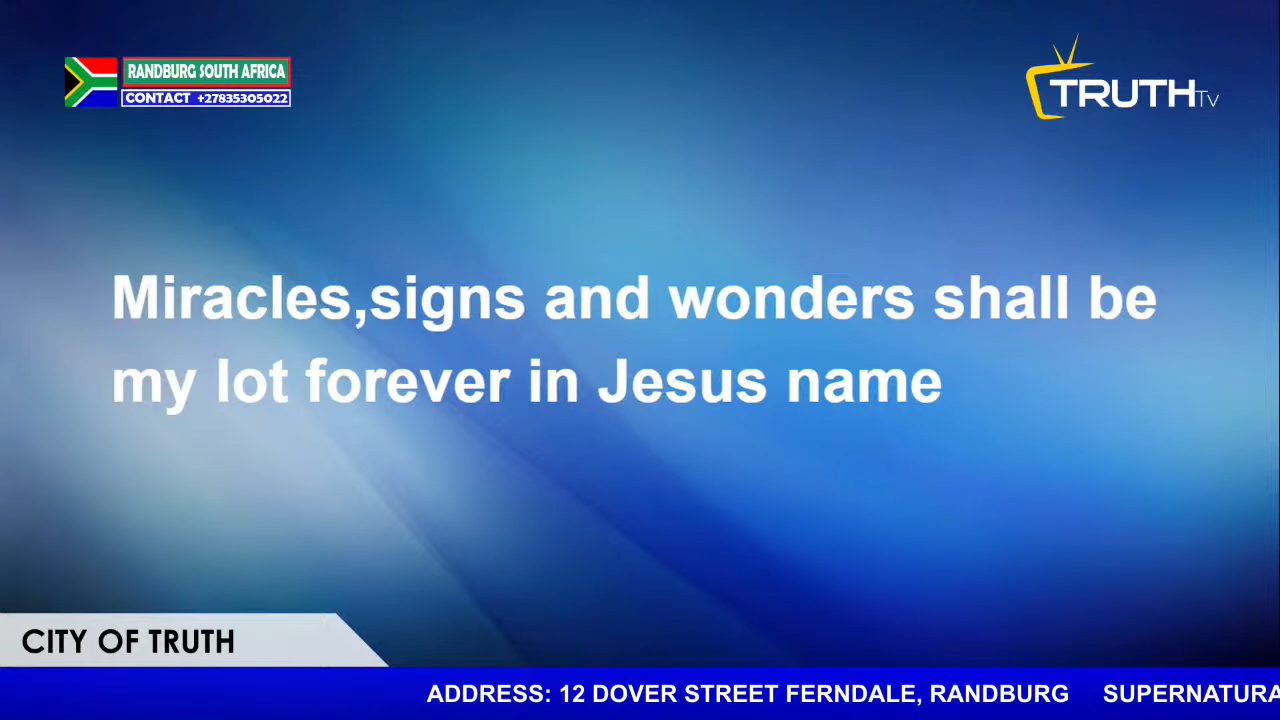 RANDBURG SOUTH AFRICA
CONTACT +27835305022
TRUTH TV
Miracles,signs and wonders shall be
my lot forever in Jesus name
CITY OF TRUTH
ADDRESS: 12 DOVER STREET FERNDALE, RANDBURG SUPERNATURA